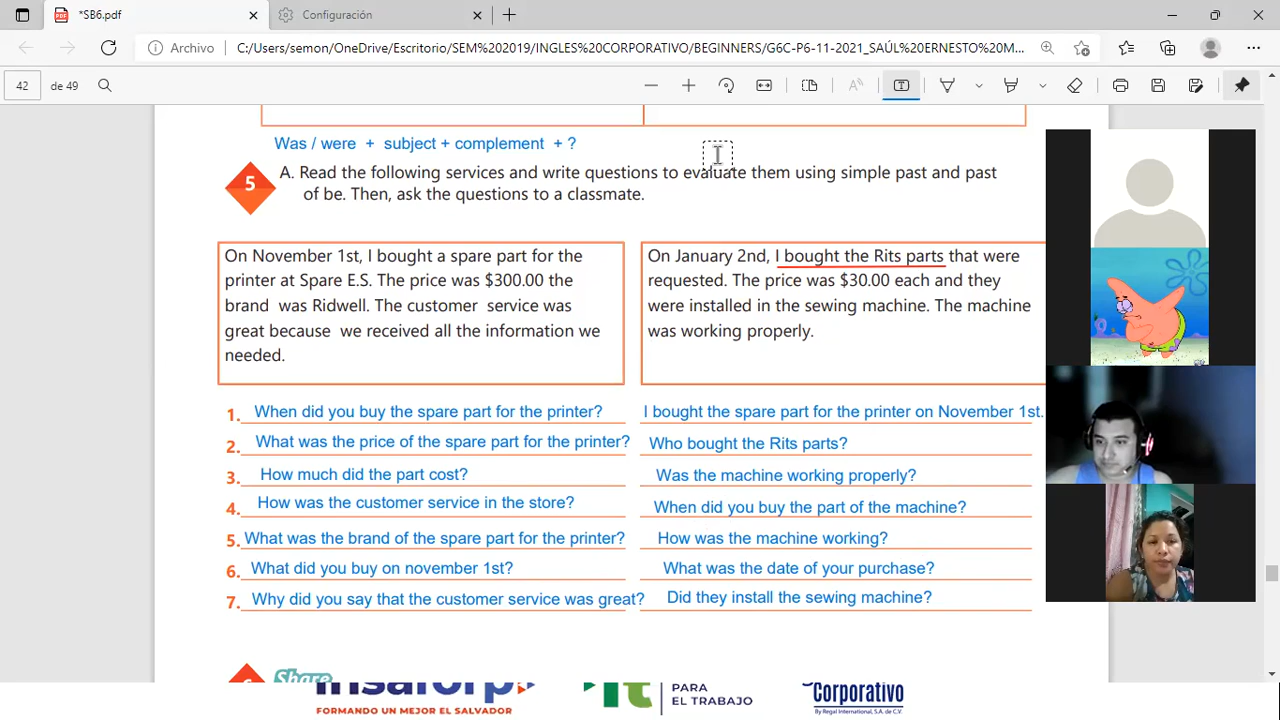 *SB6.pdf
Configuración
Archivo
C:/Users/semon/OneDrive/Escritorio/SEM%202019/INGLES%20CORPORATIVO/BEGINNERS/G6C-P6-11-2021_SAÚL%20ERNESTO%20M...
42 de 49
Was / were + subject + complement + ?
5
A. Read the following services and write questions to evaluate them using simple past and past
of be. Then, ask the questions to a classmate.
On November 1st, I bought a spare part for the
printer at Spare E.S. The price was $300.00 the
brand was Ridwell. The customer service was
great because we received all the information we
needed.
On January 2nd, I bought the Rits parts that were
requested. The price was $30.00 each and they
were installed in the sewing machine. The machine
was working properly.
1. When did you buy the spare part for the printer?
I bought the spare part for the printer on November 1st.
2. What was the price of the spare part for the printer?
Who bought the Rits parts?
3. How much did the part cost?
Was the machine working properly?
4. How was the customer service in the store?
When did you buy the part of the machine?
5. What was the brand of the spare part for the printer?
How was the machine working?
6. What did you buy on november 1st?
What was the date of your purchase?
7. Why did you say that the customer service was great?
Did they install the sewing machine?
Share
FORMANDO UN MEJOR EL SALVADOR
PARA
EL TRABAJO
Corporativo
By Regal International, S.A. de C.V.